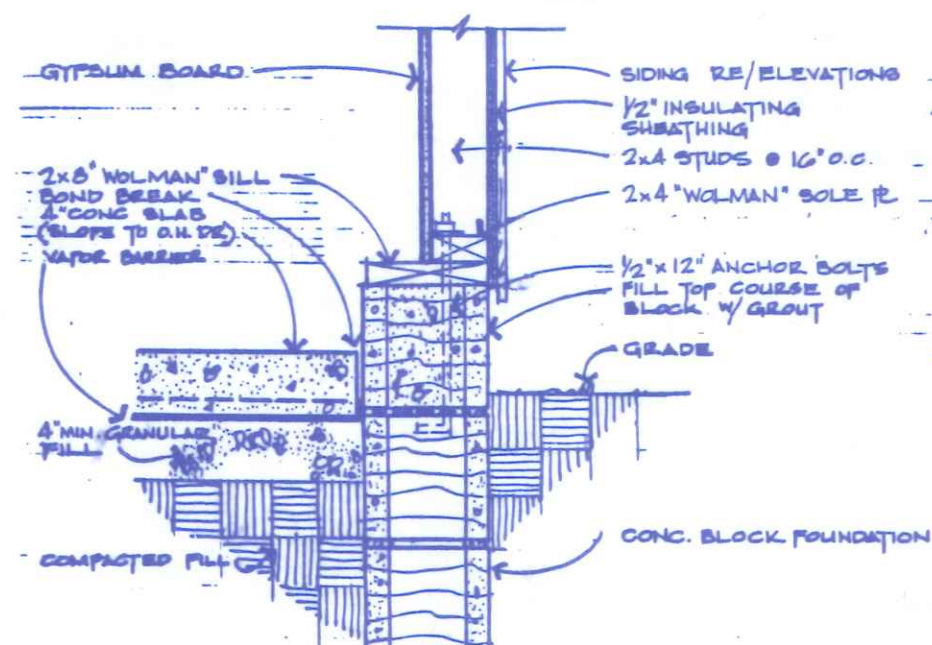 GYPSUM BOARD
2x8 "WOLMAN" SILL
BOND BREAK
4" CONC SLAB
(SLOPE TO O.H. DR.)
VAPOR BARRIER
4" MIN. GRANULAR
FILL
COMPACTED FILL
SIDING RE/ELEVATIONS
1/2" INSULATING
SHEATHING
2x4 STUDS @ 16" O.C.
2x4 "WOLMAN" SOLE PL
1/2" x 12" ANCHOR BOLTS
FILL TOP COURSE OF
BLOCK W/ GROUT
GRADE
CONC. BLOCK FOUNDATION